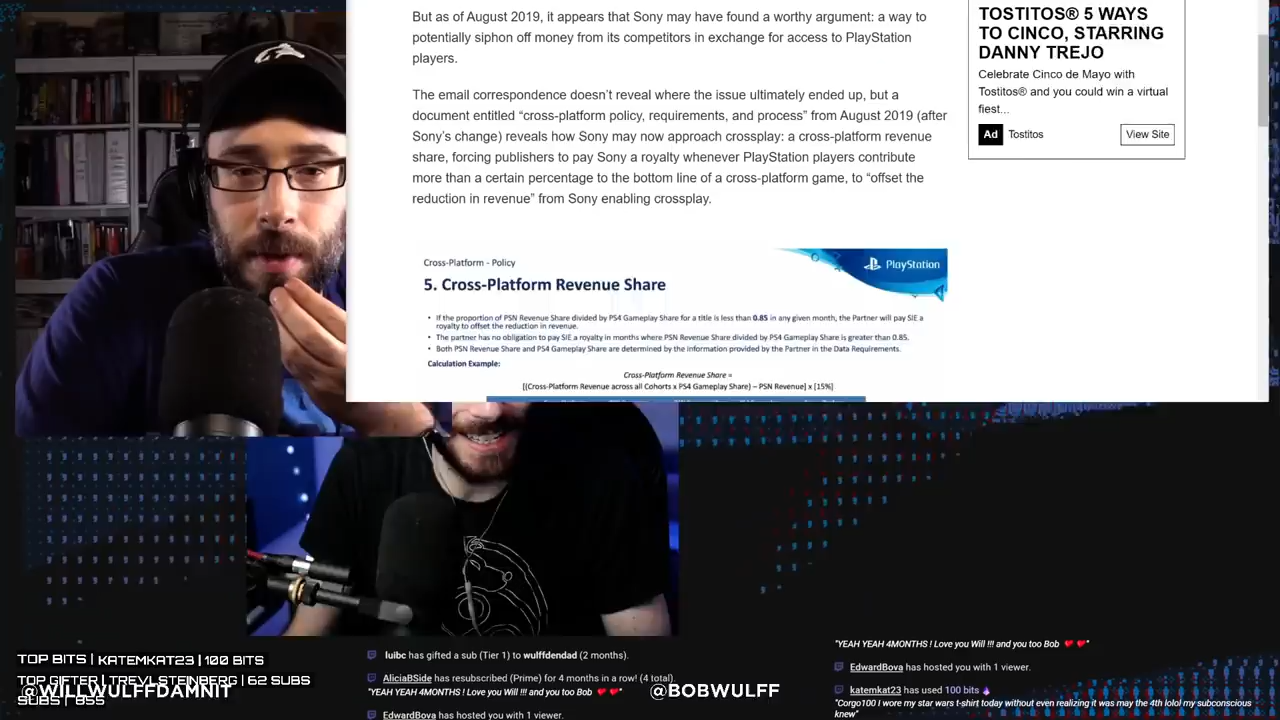 But as of August 2019, it appears that Sony may have found a worthy argument: a way to
potentially siphon off money from its competitors in exchange for access to PlayStation
players.
The email correspondence doesn't reveal where the issue ultimately ended up, but a
document entitled “cross-platform policy, requirements, and process” from August 2019 (after
Sony's change) reveals how Sony may now approach crossplay: a cross-platform revenue
share, forcing publishers to pay Sony a royalty whenever PlayStation players contribute
more than a certain percentage to the bottom line of a cross-platform game, to “offset the
reduction in revenue” from Sony enabling crossplay.
TOSTITOS® 5 WAYS
TO CINCO, STARRING
DANNY TREJO
Celebrate Cinco de Mayo with
Tostitos® and you could win a virtual
fiest...
Ad Tostitos View Site
Cross-Platform - Policy
PlayStation
5. Cross-Platform Revenue Share
• If the proportion of PSN Revenue Share divided by PS4 Gameplay Share for a title is less than 0.85 in any given month, the Partner will pay SIE a
royalty to offset the reduction in revenue.
• The partner has no obligation to pay SIE a royalty in months where PSN Revenue Share divided by PS4 Gameplay Share is greater than 0.85.
• Both PSN Revenue Share and PS4 Gameplay Share are determined by the information provided by the Partner in the Data Requirements.
Calculation Example:
Cross-Platform Revenue Share =
[(Cross-Platform Revenue across all Cohorts x PS4 Gameplay Share) – PSN Revenue] x [15%]
TOP BITS | KATEMKAT23 | 100 BITS
TOP GIFTER | TREYLSTEINBERG | 62 SUBS
@WILLWULFFDAMNIT
SUBS | 855
luibc has gifted a sub (Tier 1) to wulffdendad (2 months).
AliciaBSide has resubscribed (Prime) for 4 months in a row! (4 total).
"YEAH YEAH 4MONTHS ! Love you Will !!! and you too Bob ❤️❤️"
EdwardBova has hosted you with 1 viewer.
@BOBWULFF
"YEAH YEAH 4MONTHS ! Love you Will !!! and you too Bob ❤️❤️"
EdwardBova has hosted you with 1 viewer.
katemkat23 has used 100 bits
"Corgo100 I wore my star wars t-shirt today without even realizing it was may the 4th lolol my subconscious
knew"